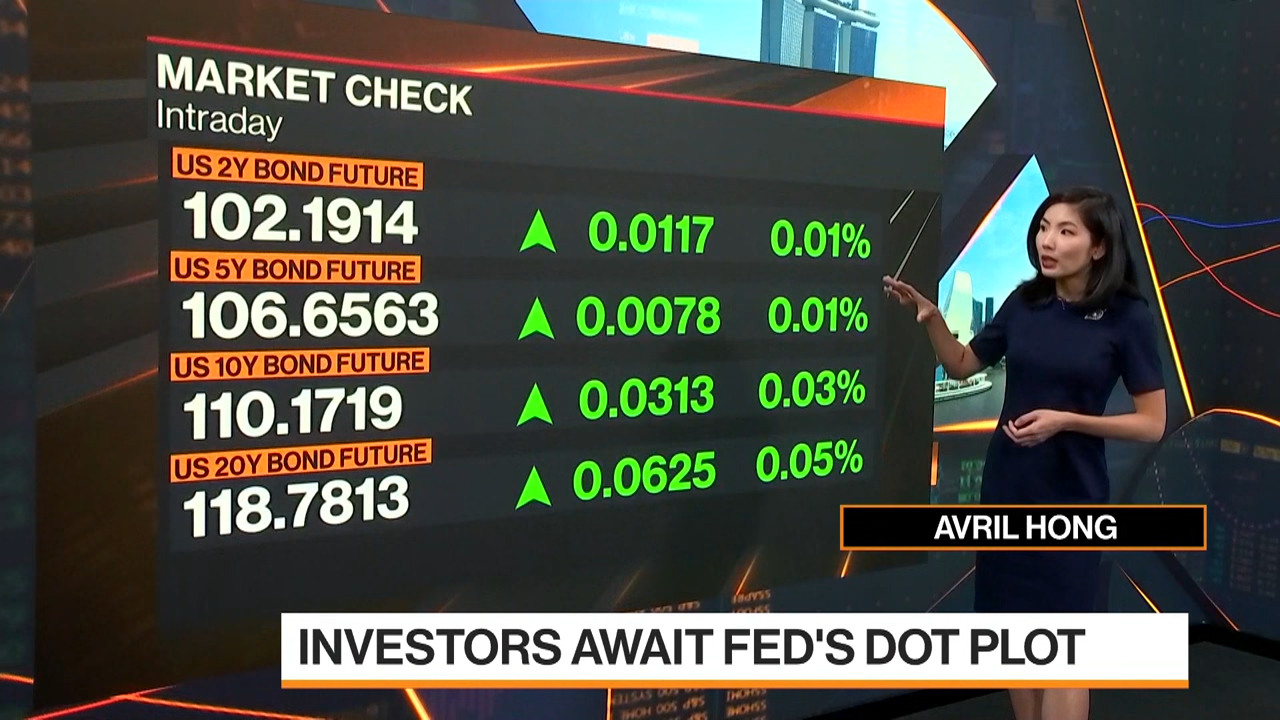 MARKET CHECK
Intraday
US 2Y BOND FUTURE
102.1914 0.0117 0.01%
US 5Y BOND FUTURE
106.6563 0.0078 0.01%
US 10Y BOND FUTURE
110.1719 0.0313 0.03%
US 20Y BOND FUTURE
118.7813 0.0625 0.05%
AVRIL HONG
INVESTORS AWAIT FED'S DOT PLOT